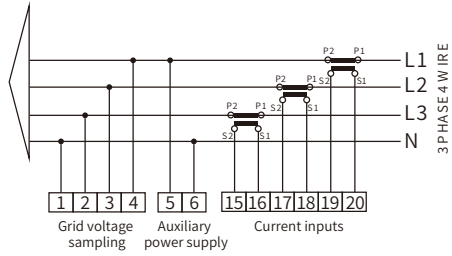 P2 P1
L1
P2 P1 S2 S1
L2
P2 P1 S2 S1
L3
S2 S1
N
3 PHASE 4 WIRE
1 2 3 4 5 6 15 16 17 18 19 20
Grid voltage sampling
Auxiliary power supply
Current inputs